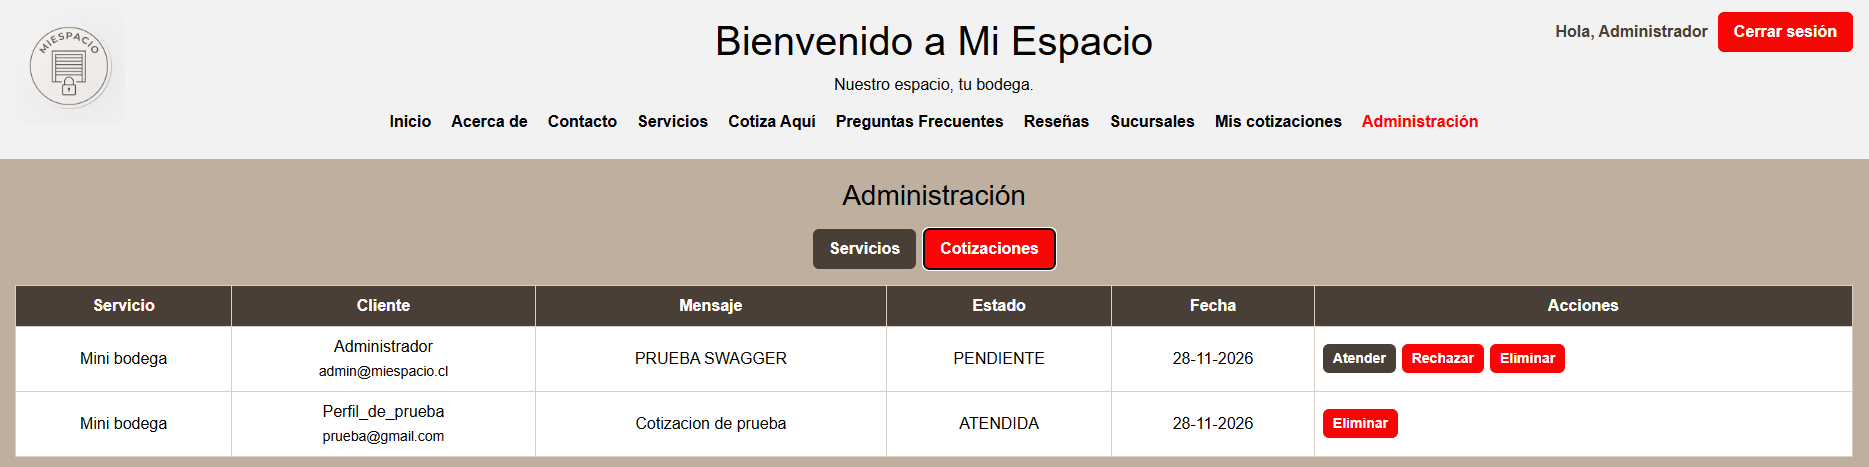 MIESPACIO
Bienvenido a Mi Espacio
Nuestro espacio, tu bodega.
Hola, Administrador Cerrar sesión
Inicio Acerca de Contacto Servicios Cotiza Aquí Preguntas Frecuentes Reseñas Sucursales Mis cotizaciones Administración
Administración
Servicios Cotizaciones
Servicio Cliente Mensaje Estado Fecha Acciones
Mini bodega Administrador PRUEBA SWAGGER PENDIENTE 28-11-2026 Atender Rechazar Eliminar
admin@miespacio.cl
Mini bodega Perfil_de_prueba Cotizacion de prueba ATENDIDA 28-11-2026 Eliminar
prueba@gmail.com